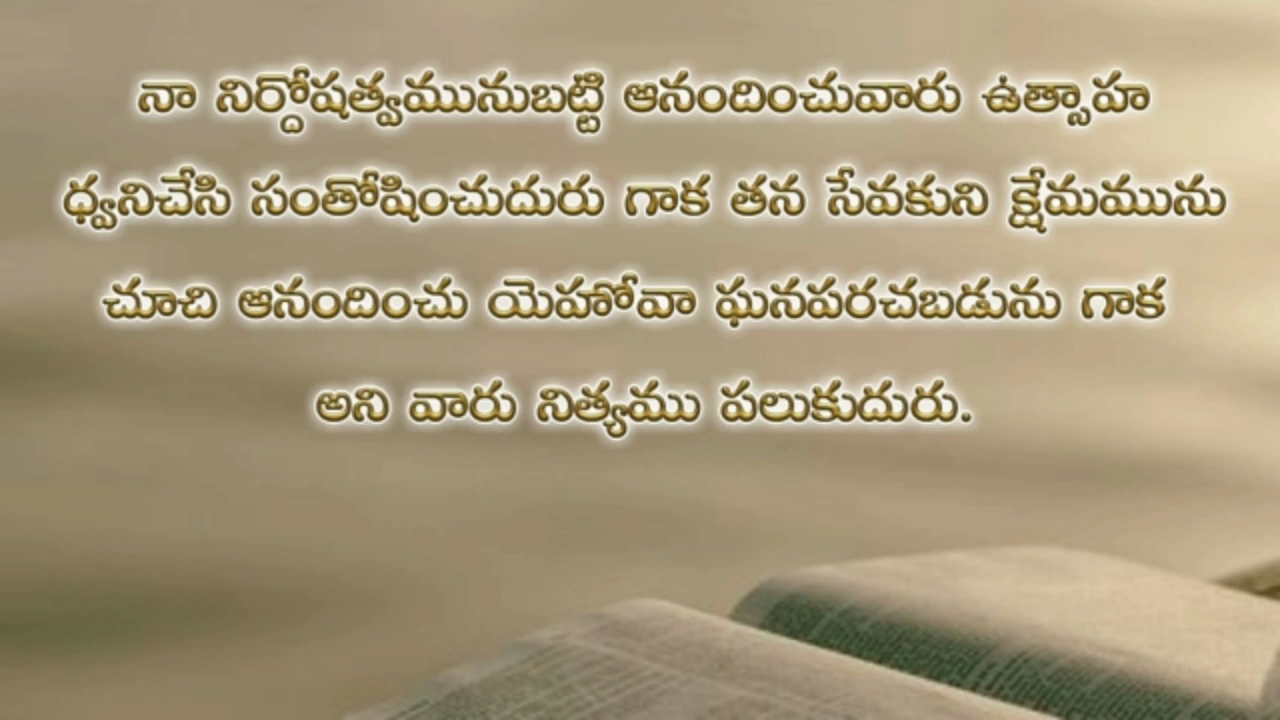 నా నిర్దోషత్వమునుబట్టి ఆనందించువారు ఉత్సాహ
ధ్వనిచేసి సంతోషించుదురు గాక తన సేవకుని క్షేమమును
చూచి ఆనందించు యెహోవా ఘనపరచబడును గాక
అని వారు నిత్యము పలుకుదురు.